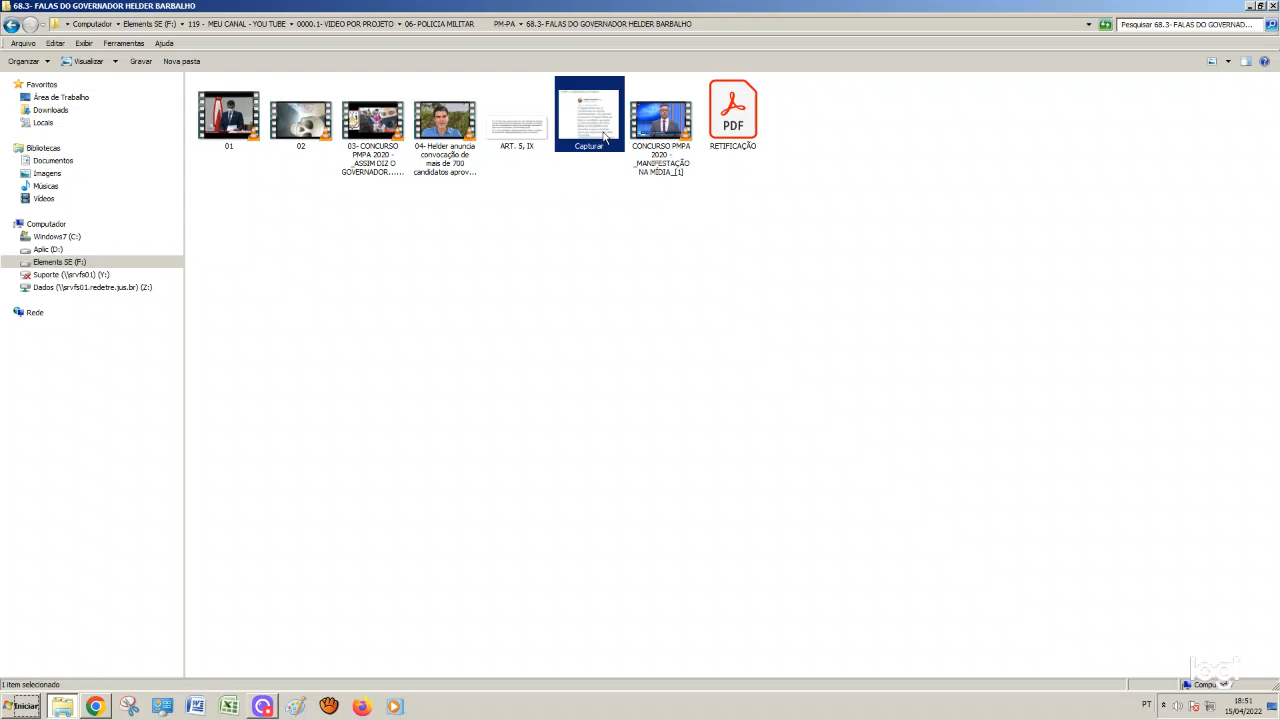 68.3- FALAS DO GOVERNADOR HELDER BARBALHO
Computador
Elements SE (F:)
119 - MEU CANAL - YOU TUBE
0000.1- VIDEO POR PROJETO
06- POLICIA MILITAR
PM-PA
68.3- FALAS DO GOVERNADOR HELDER BARBALHO
Pesquisar 68.3- FALAS DO GOVERNAD...
Arquivo
Editar
Exibir
Ferramentas
Ajuda
Organizar
Visualizar
Gravar
Nova pasta
Favoritos
Área de Trabalho
Downloads
Locais
Bibliotecas
Documentos
Imagens
Músicas
Vídeos
Computador
Windows7 (C:)
Aplic (D:)
Elements SE (F:)
Suporte (\\srvfs01) (Y:)
Dados (\\srvfs01.redetre.jus.br) (Z:)
Rede
01
02
03- CONCURSO
PMPA 2020 -
_ASSIM DIZ O
GOVERNADOR......
04- Helder anuncia
convocação de
mais de 700
candidatos aprov...
ART. 5, IX
Capturar
CONCURSO PMPA
2020 -
_MANIFESTAÇÃO
NA MÍDIA_[1]
PDF
RETIFICAÇÃO
1 item selecionado
Iniciar
PT
18:51
15/04/2022